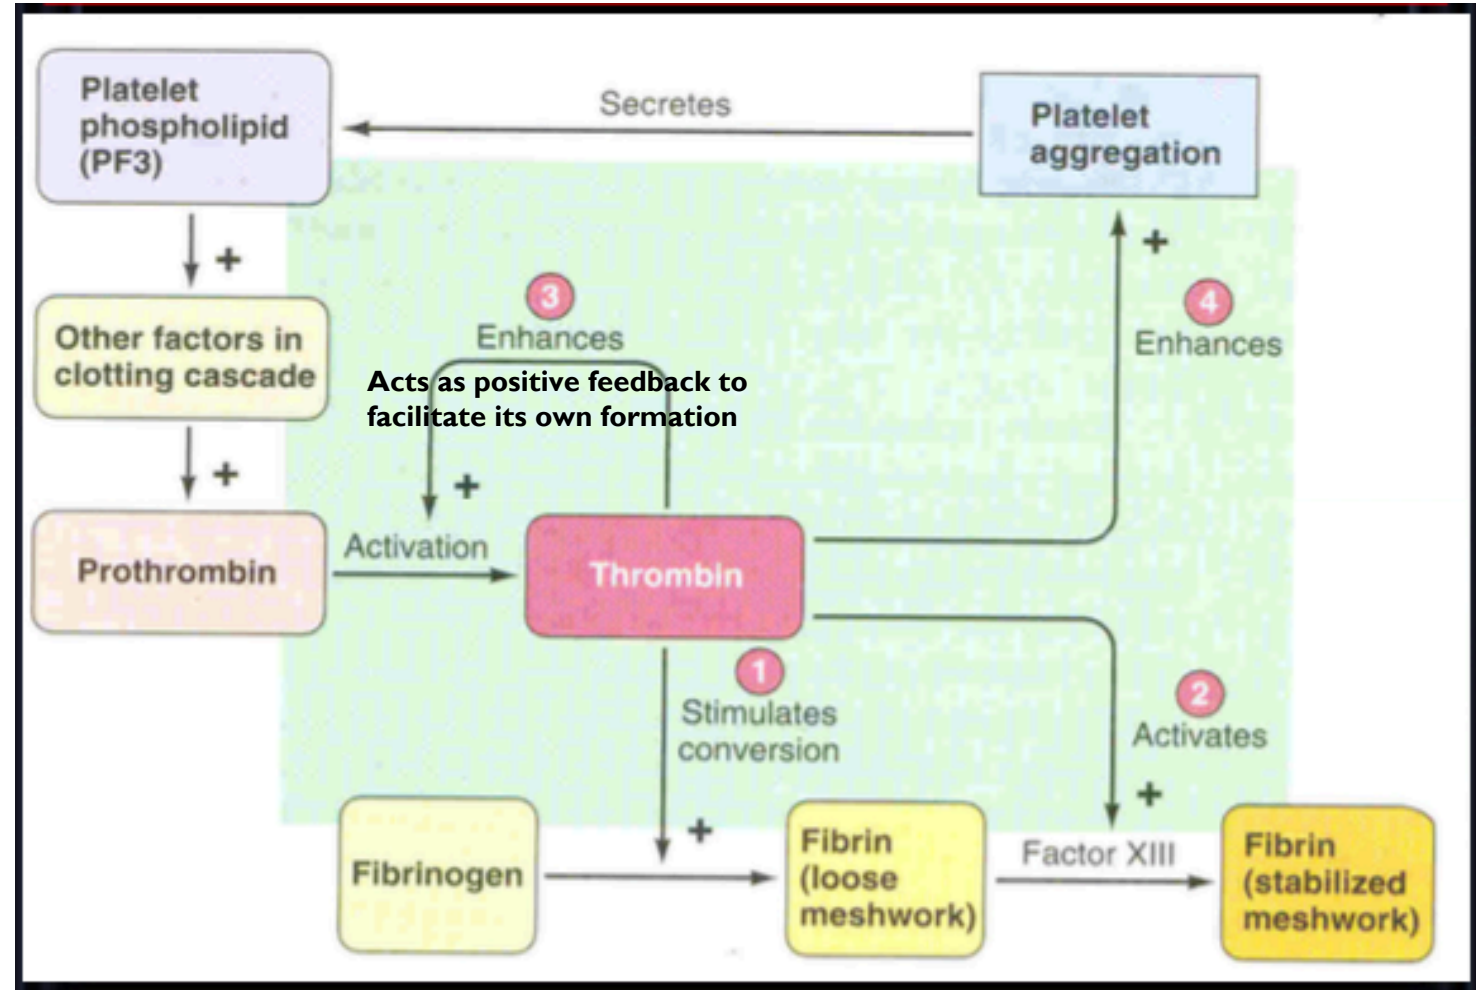 Platelet
phospholipid
(PF3)
Secretes
Platelet
aggregation
+
+
3
Enhances
4
Enhances
Other factors in
clotting cascade
Acts as positive feedback to
facilitate its own formation
+
+
Prothrombin
Activation
Thrombin
1
Stimulates
conversion
2
Activates
+
+
Fibrinogen
Fibrin
(loose
meshwork)
Factor XIII
Fibrin
(stabilized
meshwork)